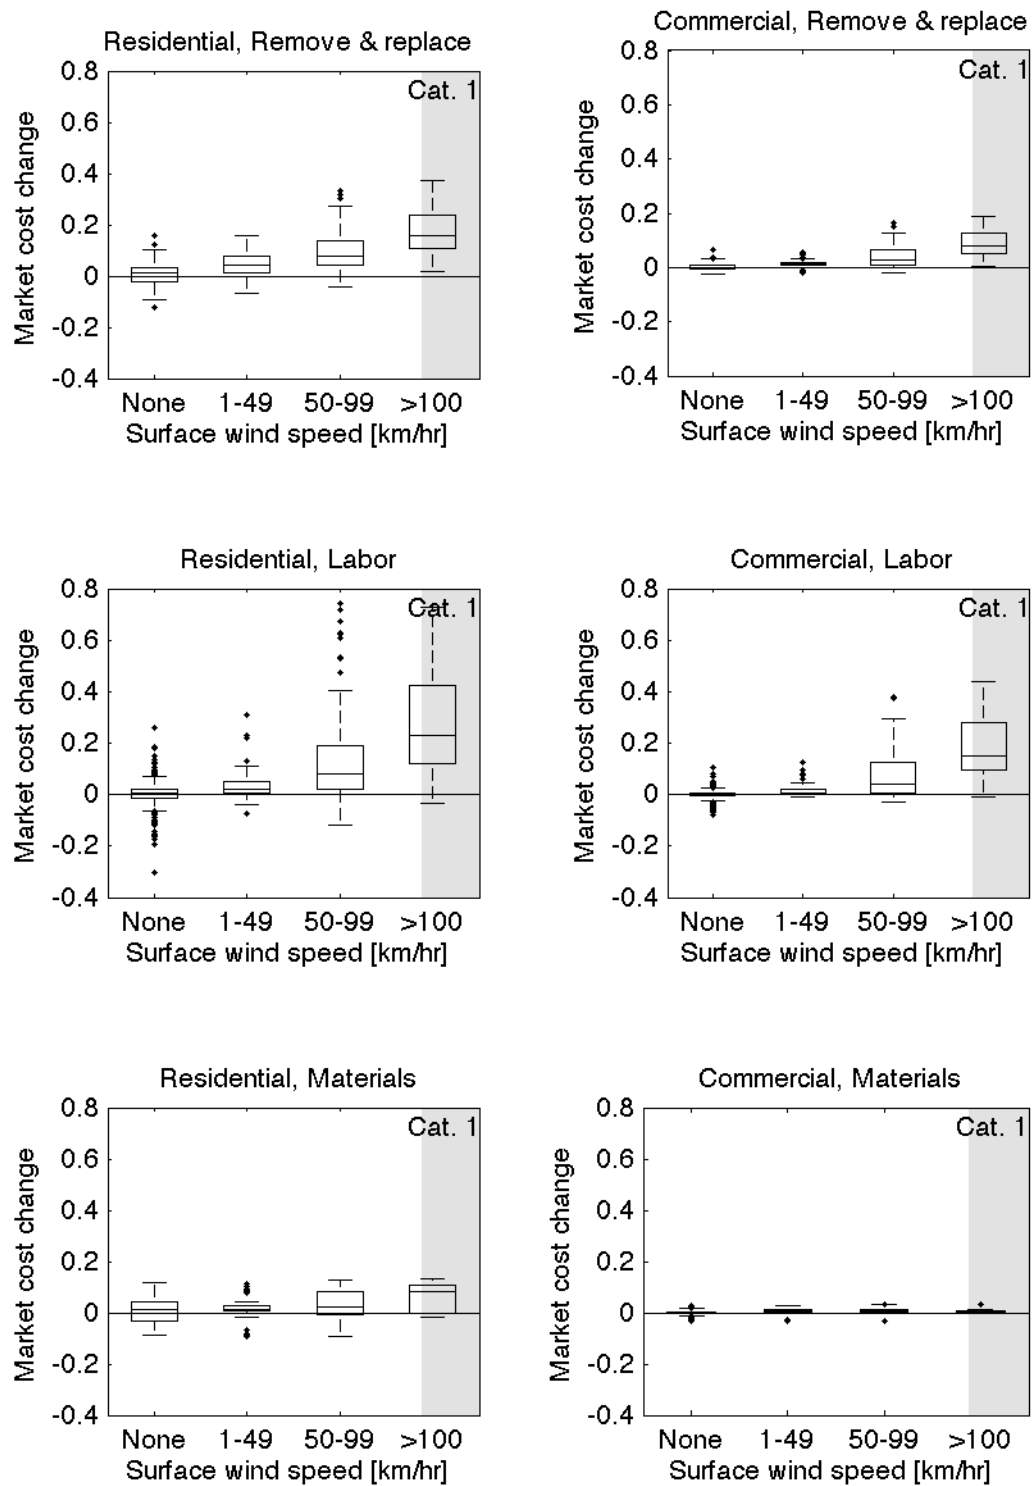 Residential, Remove & replace
Market cost change
0.8
0.6
0.4
0.2
0
-0.2
-0.4
Cat. 1
None 1-49 50-99 >100
Surface wind speed [km/hr]
Commercial, Remove & replace
Market cost change
0.8
0.6
0.4
0.2
0
-0.2
-0.4
Cat. 1
None 1-49 50-99 >100
Surface wind speed [km/hr]
Residential, Labor
Market cost change
0.8
0.6
0.4
0.2
0
-0.2
-0.4
Cat. 1
None 1-49 50-99 >100
Surface wind speed [km/hr]
Commercial, Labor
Market cost change
0.8
0.6
0.4
0.2
0
-0.2
-0.4
Cat. 1
None 1-49 50-99 >100
Surface wind speed [km/hr]
Residential, Materials
Market cost change
0.8
0.6
0.4
0.2
0
-0.2
-0.4
Cat. 1
None 1-49 50-99 >100
Surface wind speed [km/hr]
Commercial, Materials
Market cost change
0.8
0.6
0.4
0.2
0
-0.2
-0.4
Cat. 1
None 1-49 50-99 >100
Surface wind speed [km/hr]